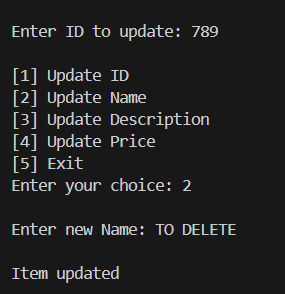 Enter ID to update: 789
[1] Update ID
[2] Update Name
[3] Update Description
[4] Update Price
[5] Exit
Enter your choice: 2
Enter new Name: TO DELETE
Item updated